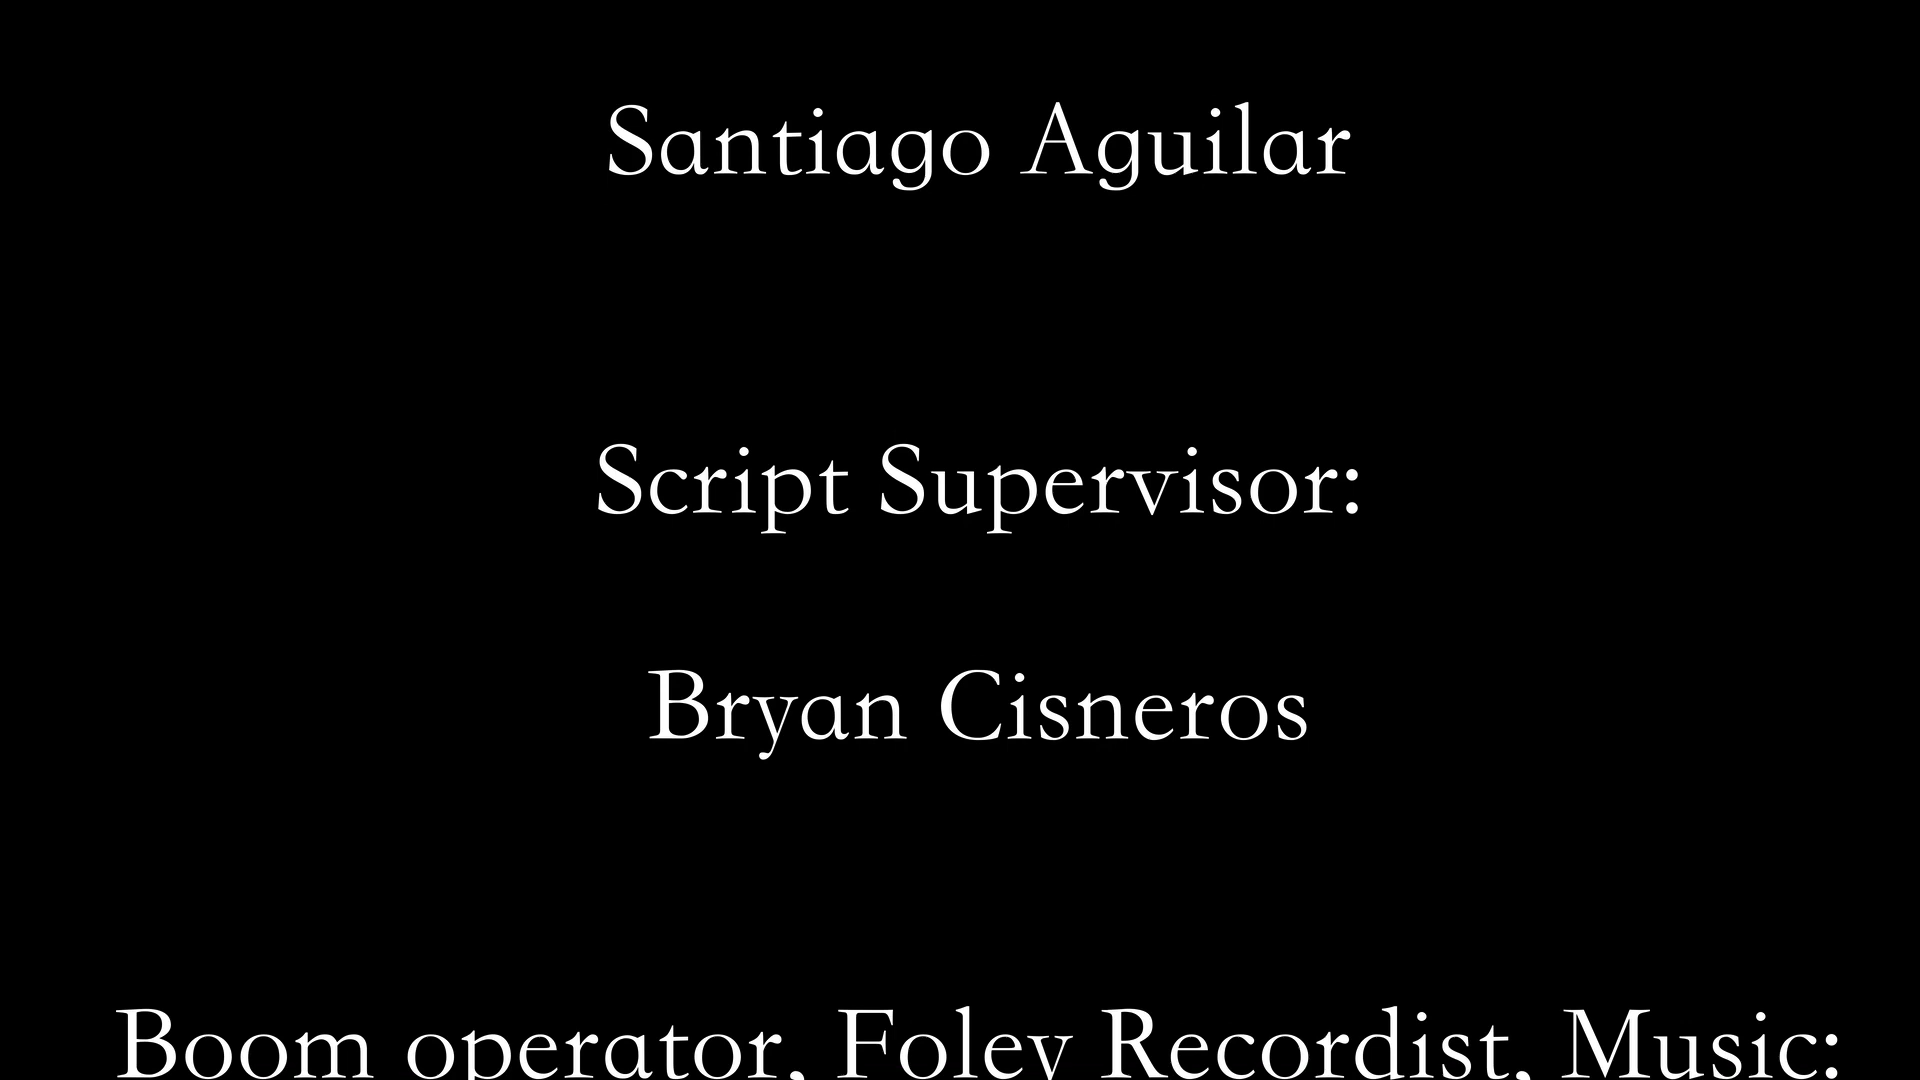 Santiago Aguilar
Script Supervisor:
Bryan Cisneros
Boom operator, Foley Recordist, Music: